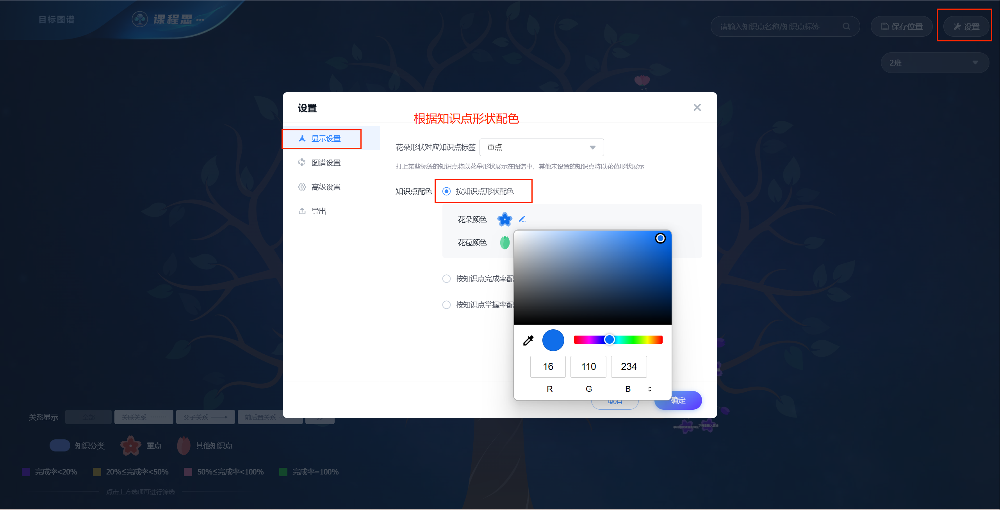 目标图谱
课程思 ···
请输入知识点名称/知识点标签
保存位置
设置
2班
设置
根据知识点形状配色
显示设置
图谱设置
高级设置
导出
花朵形状对应知识点标签
重点
打上某些标签的知识点将以花朵形状展示在图谱中，其他未设置的知识点将以花苞形状展示
知识点配色
按知识点形状配色
花朵颜色
花苞颜色
按知识点完成率配
按知识点掌握率配
16 110 234
R G B
取消
确定
关系显示
全部
关联关系
父子关系
前后置关系
知识分类
重点
其他知识点
完成率<20%
20%≤完成率<50%
50%≤完成率<100%
完成率=100%
点击上方选项可进行筛选